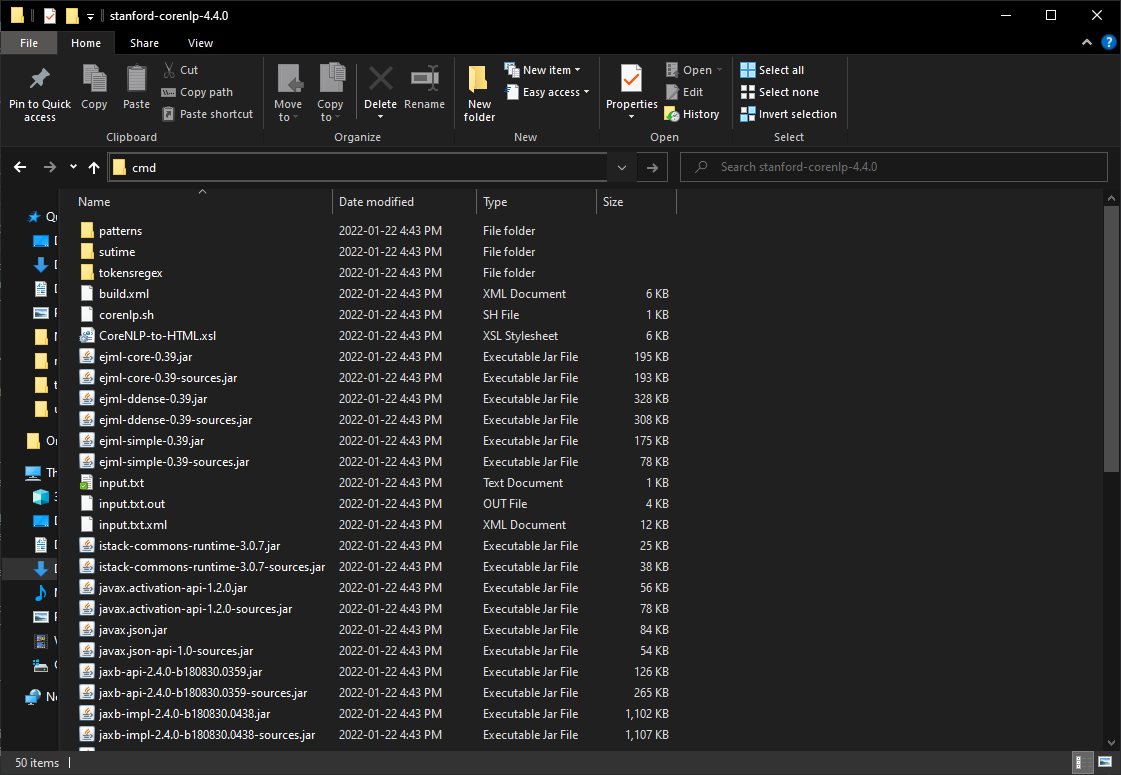 stanford-corenlp-4.4.0
File Home Share View
Pin to Quick access
Copy
Paste
Cut
Copy path
Paste shortcut
Clipboard
Move to
Copy to
Delete
Rename
Organize
New folder
New item
Easy access
New
Properties
Open
Edit
History
Open
Select all
Select none
Invert selection
Select
cmd
Search stanford-corenlp-4.4.0
Name Date modified Type Size
patterns 2022-01-22 4:43 PM File folder
sutime 2022-01-22 4:43 PM File folder
tokensregex 2022-01-22 4:43 PM File folder
build.xml 2022-01-22 4:43 PM XML Document 6 KB
corenlp.sh 2022-01-22 4:43 PM SH File 1 KB
CoreNLP-to-HTML.xsl 2022-01-22 4:43 PM XSL Stylesheet 6 KB
ejml-core-0.39.jar 2022-01-22 4:43 PM Executable Jar File 195 KB
ejml-core-0.39-sources.jar 2022-01-22 4:43 PM Executable Jar File 193 KB
ejml-ddense-0.39.jar 2022-01-22 4:43 PM Executable Jar File 328 KB
ejml-ddense-0.39-sources.jar 2022-01-22 4:43 PM Executable Jar File 308 KB
ejml-simple-0.39.jar 2022-01-22 4:43 PM Executable Jar File 175 KB
ejml-simple-0.39-sources.jar 2022-01-22 4:43 PM Executable Jar File 78 KB
input.txt 2022-01-22 4:43 PM Text Document 1 KB
input.txt.out 2022-01-22 4:43 PM OUT File 4 KB
input.txt.xml 2022-01-22 4:43 PM XML Document 12 KB
istack-commons-runtime-3.0.7.jar 2022-01-22 4:43 PM Executable Jar File 25 KB
istack-commons-runtime-3.0.7-sources.jar 2022-01-22 4:43 PM Executable Jar File 38 KB
javax.activation-api-1.2.0.jar 2022-01-22 4:43 PM Executable Jar File 56 KB
javax.activation-api-1.2.0-sources.jar 2022-01-22 4:43 PM Executable Jar File 78 KB
javax.json.jar 2022-01-22 4:43 PM Executable Jar File 84 KB
javax.json-api-1.0-sources.jar 2022-01-22 4:43 PM Executable Jar File 54 KB
jaxb-api-2.4.0-b180830.0359.jar 2022-01-22 4:43 PM Executable Jar File 126 KB
jaxb-api-2.4.0-b180830.0359-sources.jar 2022-01-22 4:43 PM Executable Jar File 265 KB
jaxb-impl-2.4.0-b180830.0438.jar 2022-01-22 4:43 PM Executable Jar File 1,102 KB
jaxb-impl-2.4.0-b180830.0438-sources.jar 2022-01-22 4:43 PM Executable Jar File 1,107 KB
50 items